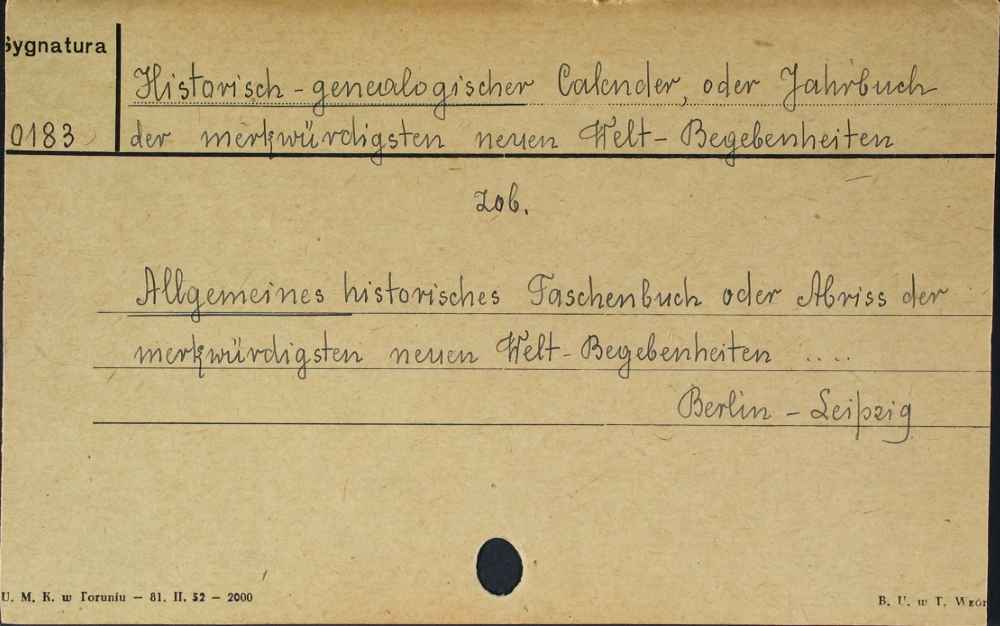 Sygnatura
Historisch-genealogischer Calender, oder Jahrbuch
0183
der merkwürdigsten neuen Welt-Begebenheiten
zob.
Allgemeines historisches Taschenbuch oder Abriss der
merkwürdigsten neuen Welt-Begebenheiten ....
Berlin - Leipzig
U. M. K. w Toruniu — 81. II. 52 — 2000
B. U. w T. Wzór